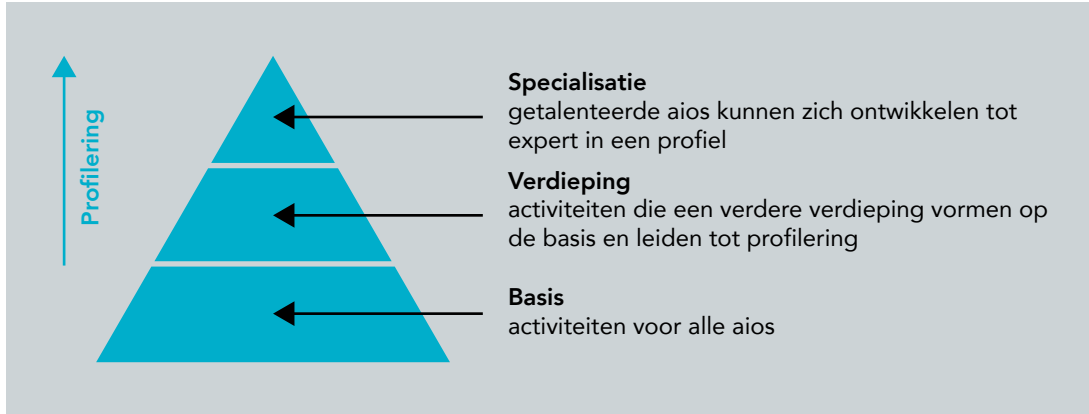 Profilering
Specialisatie
getalenteerde aios kunnen zich ontwikkelen tot
expert in een profiel
Verdieping
activiteiten die een verdere verdieping vormen op
de basis en leiden tot profilering
Basis
activiteiten voor alle aios